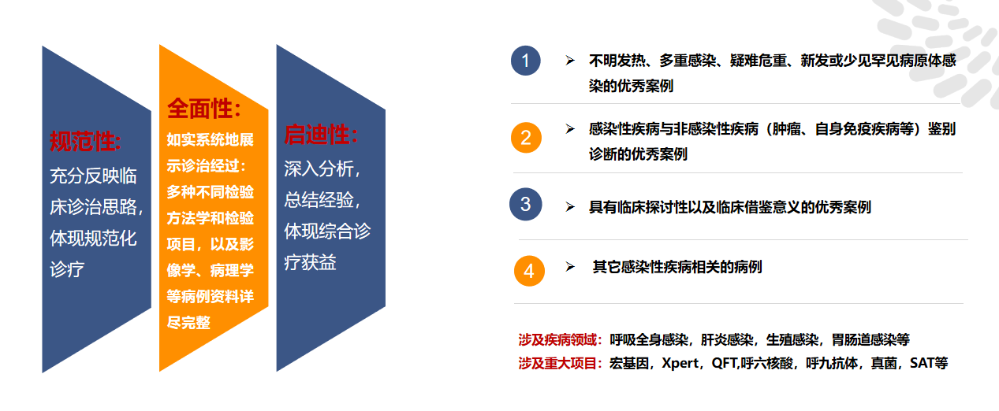 规范性:
充分反映临
床诊治思路，
体现规范化
诊疗
全面性：
如实系统地展
示诊治经过：
多种不同检验
方法学和检验
项目，以及影
像学、病理学
等病例资料详
尽完整
启迪性：
深入分析，
总结经验，
体现综合诊
疗获益
1
➢ 不明发热、多重感染、疑难危重、新发或少见罕见病原体感
染的优秀案例
2
➢ 感染性疾病与非感染性疾病（肿瘤、自身免疫疾病等）鉴别
诊断的优秀案例
3
➢ 具有临床探讨性以及临床借鉴意义的优秀案例
4
➢ 其它感染性疾病相关的病例
涉及疾病领域：呼吸全身感染，肝炎感染，生殖感染，胃肠道感染等
涉及重大项目：宏基因，Xpert，QFT,呼六核酸，呼九抗体，真菌，SAT等